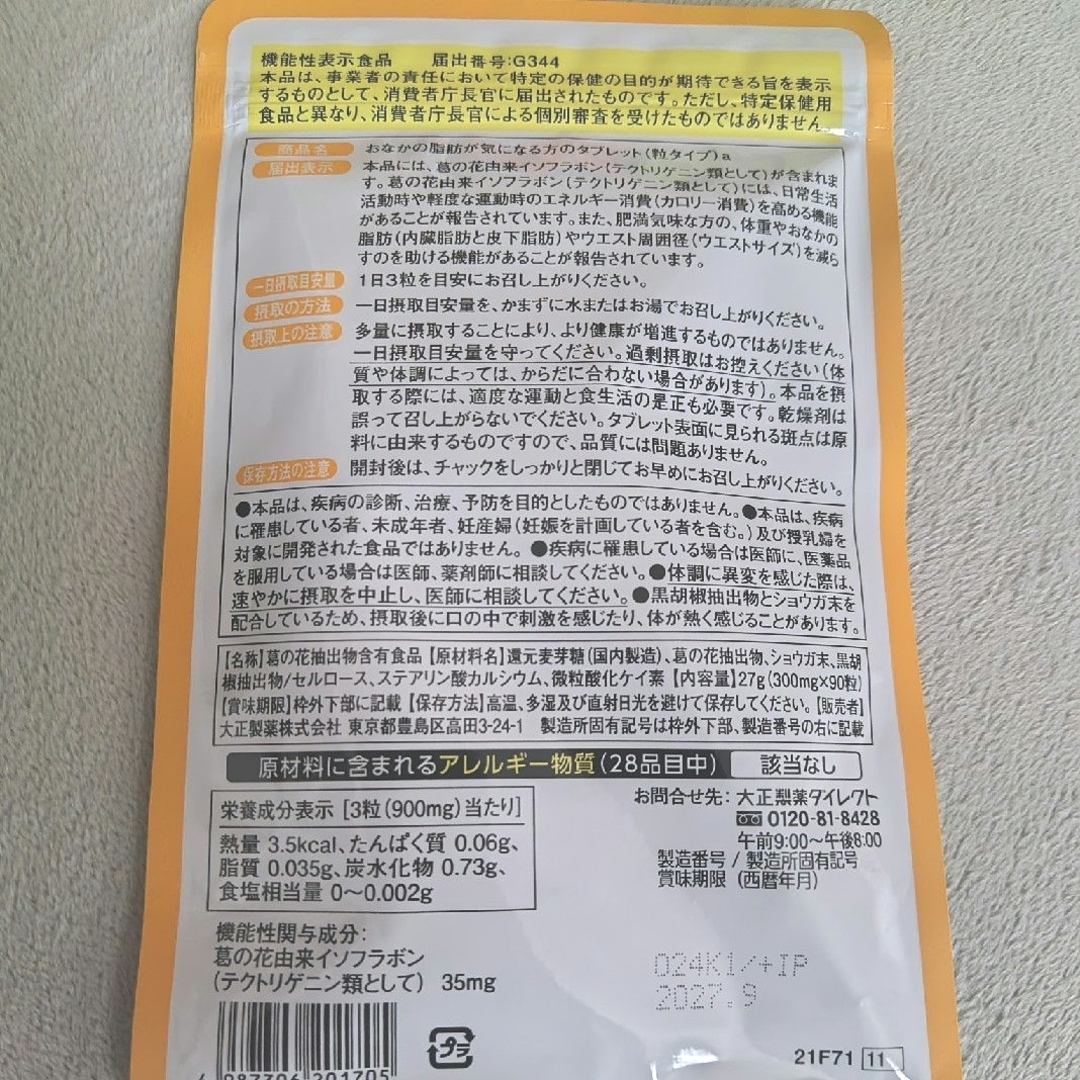 機能性表示食品　届出番号:G344
本品は、事業者の責任において特定の保健の目的が期待できる旨を表示
するものとして、消費者庁長官に届出されたものです。ただし、特定保健用
食品と異なり、消費者庁長官による個別審査を受けたものではありません。
商品名　おなかの脂肪が気になる方のタブレット(粒タイプ)a
届出表示　本品には、葛の花由来イソフラボン(テクトリゲニン類として)が含まれま
す。葛の花由来イソフラボン(テクトリゲニン類として)には、日常生活
活動時や軽度な運動時のエネルギー消費(カロリー消費)を高める機能
があることが報告されています。また、肥満気味な方の、体重やおなかの
脂肪(内臓脂肪と皮下脂肪)やウエスト周囲径(ウエストサイズ)を減ら
すのを助ける機能があることが報告されています。
一日摂取目安量　1日3粒を目安にお召し上がりください。
摂取の方法　一日摂取目安量を、かまずに水またはお湯でお召し上がりください。
摂取上の注意　多量に摂取することにより、より健康が増進するものではありません。
一日摂取目安量を守ってください。過剰摂取はお控えください(体
質や体調によっては、からだに合わない場合があります)。本品を摂
取する際には、適度な運動と食生活の是正も必要です。乾燥剤は
誤って召し上がらないでください。タブレット表面に見られる斑点は原
料に由来するものですので、品質には問題ありません。
保存方法の注意　開封後は、チャックをしっかりと閉じてお早めにお召し上がりください。
●本品は、疾病の診断、治療、予防を目的としたものではありません。●本品は、疾病
に罹患している者、未成年者、妊産婦(妊娠を計画している者を含む。)及び授乳婦を
対象に開発された食品ではありません。●疾病に罹患している場合は医師に、医薬品
を服用している場合は医師、薬剤師に相談してください。●体調に異変を感じた際は、
速やかに摂取を中止し、医師に相談してください。●黒胡椒抽出物とショウガ末を
配合しているため、摂取後に口の中で刺激を感じたり、体が熱く感じることがあります。
【名称】葛の花抽出物含有食品【原材料名】還元麦芽糖(国内製造)、葛の花抽出物、ショウガ末、黒胡
椒抽出物/セルロース、ステアリン酸カルシウム、微粒酸化ケイ素【内容量】27g(300mg×90粒)
【賞味期限】枠外下部に記載【保存方法】高温、多湿及び直射日光を避けて保存してください。【販売者】
大正製薬株式会社 東京都豊島区高田3-24-1　製造所固有記号は枠外下部、製造番号の右に記載
原材料に含まれるアレルギー物質(28品目中)　該当なし
栄養成分表示 [3粒(900mg)当たり]
熱量 3.5kcal、たんぱく質 0.06g、
脂質 0.035g、炭水化物 0.73g、
食塩相当量 0〜0.002g
お問合せ先：大正製薬ダイレクト
0120-81-8428
午前9:00〜午後8:00
製造番号 / 製造所固有記号
賞味期限 (西暦年月)
機能性関与成分：
葛の花由来イソフラボン
(テクトリゲニン類として)　35mg
024K1/+IP
2027.9
プラ
21F71 11
4 987306 201705